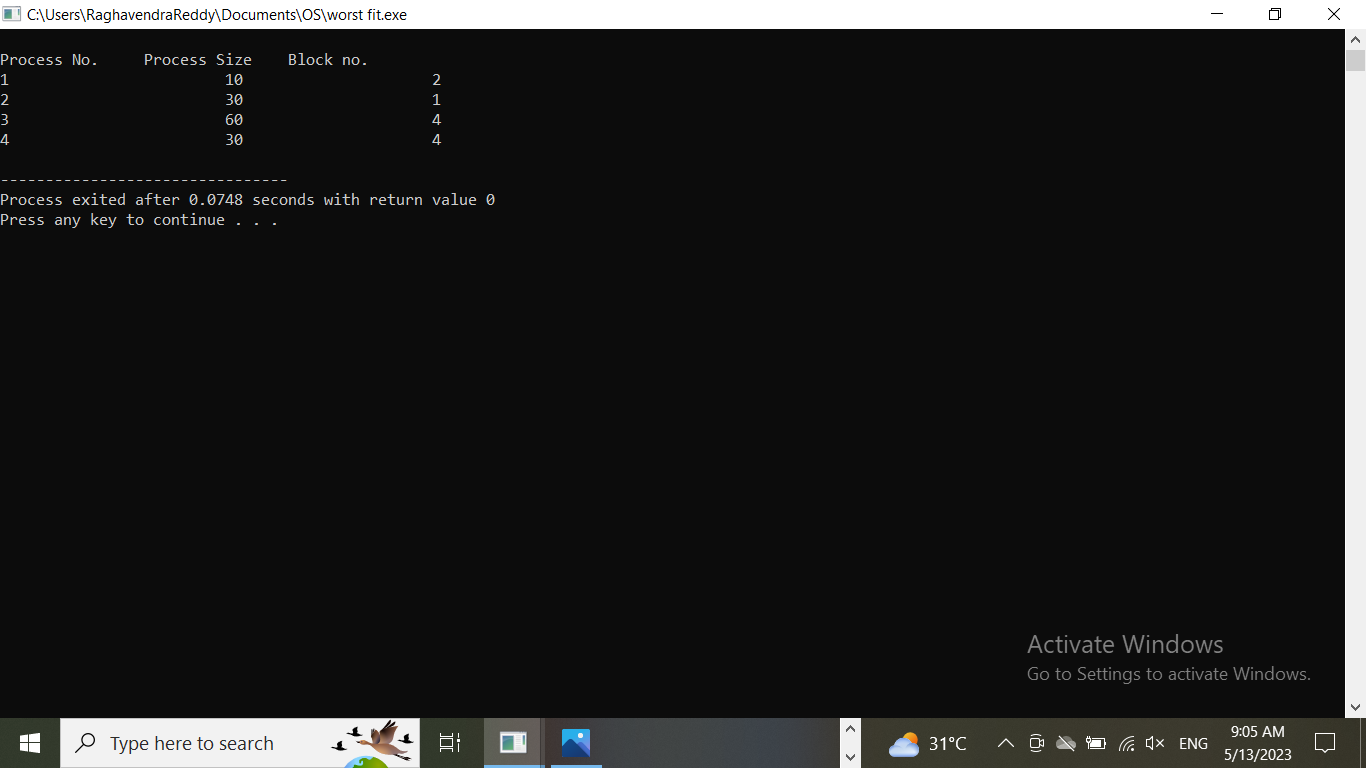 C:\Users\RaghavendraReddy\Documents\OS\worst fit.exe
Process No.     Process Size    Block no.
1                        10                     2
2                        30                     1
3                        60                     4
4                        30                     4
--------------------------------
Process exited after 0.0748 seconds with return value 0
Press any key to continue . . .
Activate Windows
Go to Settings to activate Windows.
Type here to search
31°C
ENG
9:05 AM
5/13/2023